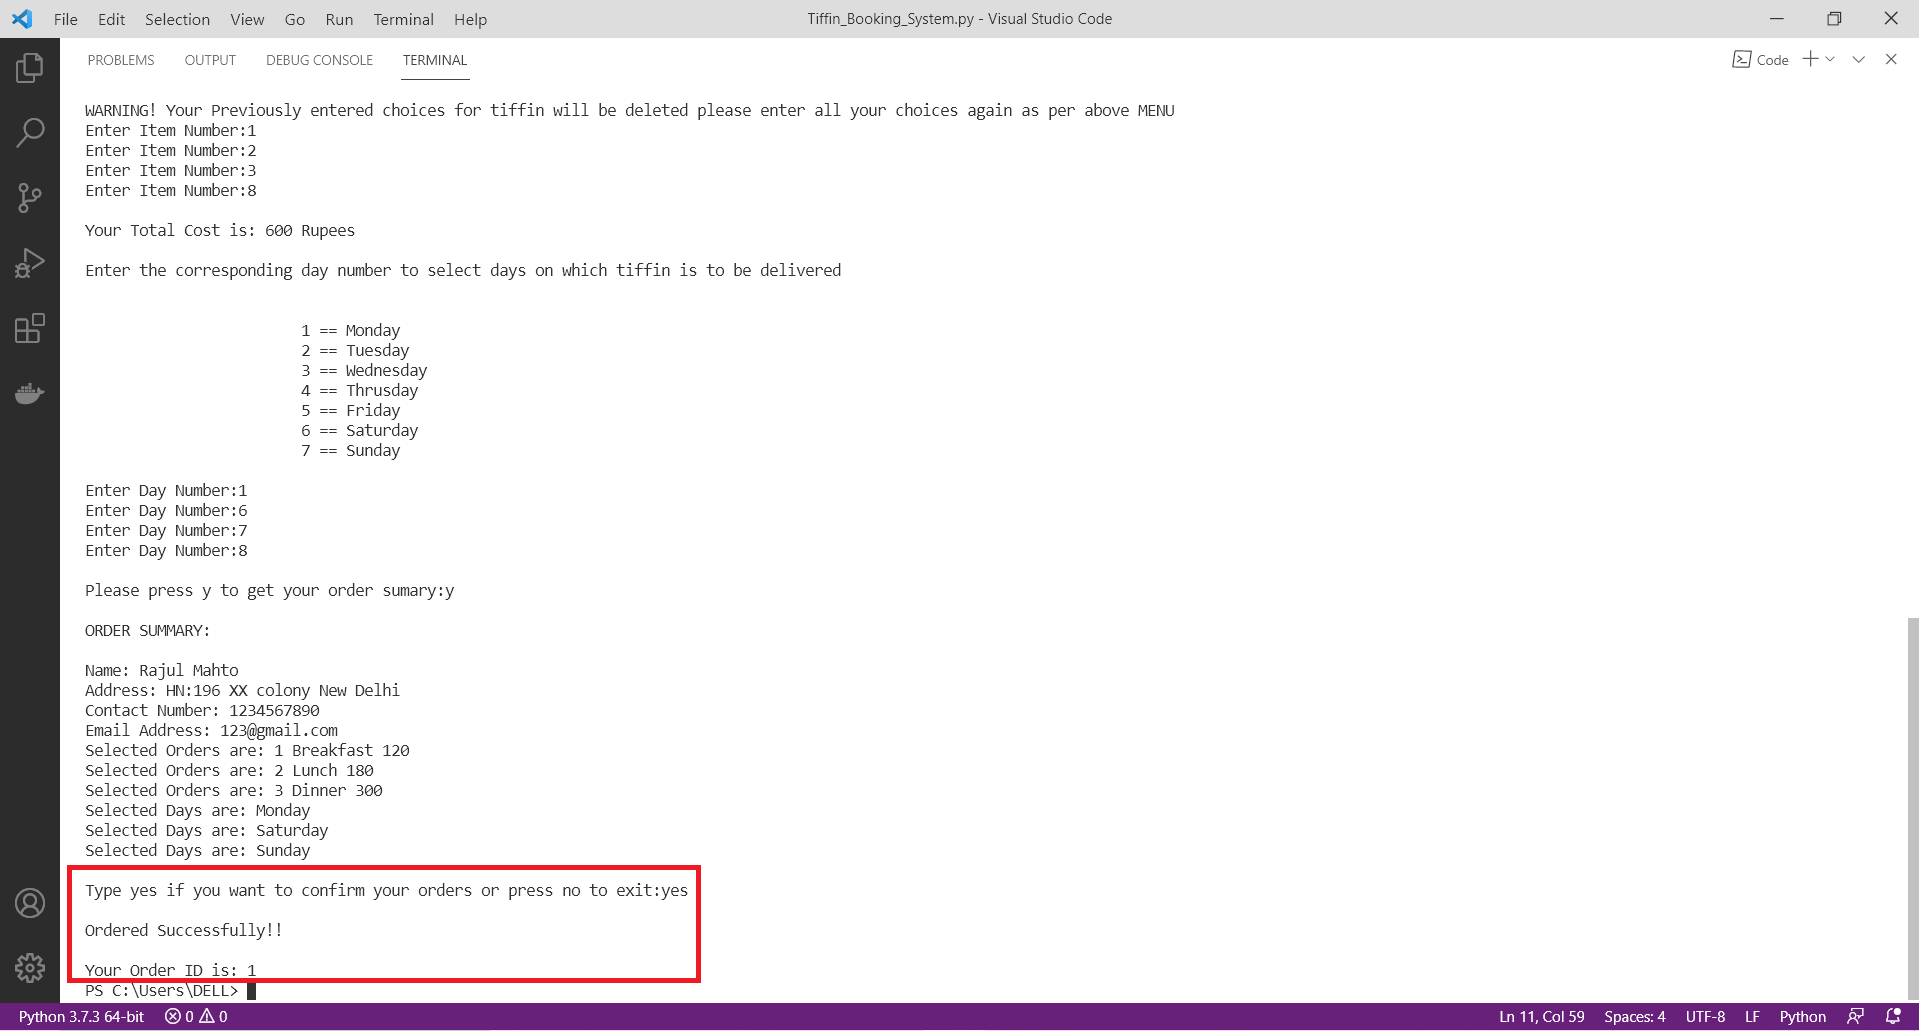 File Edit Selection View Go Run Terminal Help Tiffin_Booking_System.py - Visual Studio Code
PROBLEMS OUTPUT DEBUG CONSOLE TERMINAL Code
WARNING! Your Previously entered choices for tiffin will be deleted please enter all your choices again as per above MENU
Enter Item Number:1
Enter Item Number:2
Enter Item Number:3
Enter Item Number:8
Your Total Cost is: 600 Rupees
Enter the corresponding day number to select days on which tiffin is to be delivered
1 == Monday
2 == Tuesday
3 == Wednesday
4 == Thrusday
5 == Friday
6 == Saturday
7 == Sunday
Enter Day Number:1
Enter Day Number:6
Enter Day Number:7
Enter Day Number:8
Please press y to get your order sumary:y
ORDER SUMMARY:
Name: Rajul Mahto
Address: HN:196 XX colony New Delhi
Contact Number: 1234567890
Email Address: 123@gmail.com
Selected Orders are: 1 Breakfast 120
Selected Orders are: 2 Lunch 180
Selected Orders are: 3 Dinner 300
Selected Days are: Monday
Selected Days are: Saturday
Selected Days are: Sunday
Type yes if you want to confirm your orders or press no to exit:yes
Ordered Successfully!!
Your Order ID is: 1
PS C:\Users\DELL>
Python 3.7.3 64-bit 0 0 Ln 11, Col 59 Spaces: 4 UTF-8 LF Python